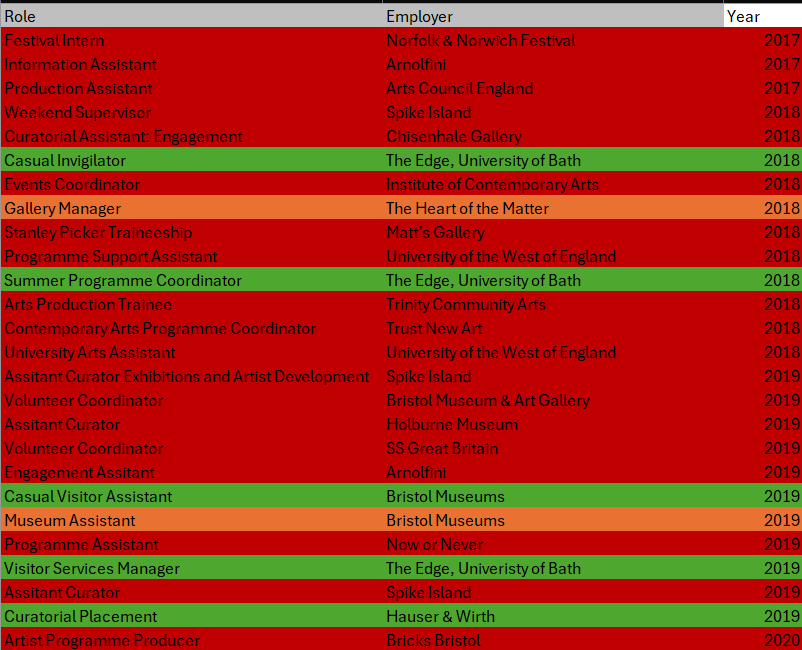 Role Employer Year
Festival Intern Norfolk & Norwich Festival 2017
Information Assistant Arnolfini 2017
Production Assistant Arts Council England 2017
Weekend Supervisor Spike Island 2018
Curatorial Assistant: Engagement Chisenhale Gallery 2018
Casual Invigilator The Edge, University of Bath 2018
Events Coordinator Institute of Contemporary Arts 2018
Gallery Manager The Heart of the Matter 2018
Stanley Picker Traineeship Matt's Gallery 2018
Programme Support Assistant University of the West of England 2018
Summer Programme Coordinator The Edge, University of Bath 2018
Arts Production Trainee Trinity Community Arts 2018
Contemporary Arts Programme Coordinator Trust New Art 2018
University Arts Assistant University of the West of England 2018
Assitant Curator Exhibitions and Artist Development Spike Island 2019
Volunteer Coordinator Bristol Museum & Art Gallery 2019
Assitant Curator Holburne Museum 2019
Volunteer Coordinator SS Great Britain 2019
Engagement Assitant Arnolfini 2019
Casual Visitor Assistant Bristol Museums 2019
Museum Assistant Bristol Museums 2019
Programme Assistant Now or Never 2019
Visitor Services Manager The Edge, Univeristy of Bath 2019
Assitant Curator Spike Island 2019
Curatorial Placement Hauser & Wirth 2019
Artist Programme Producer Bricks Bristol 2020